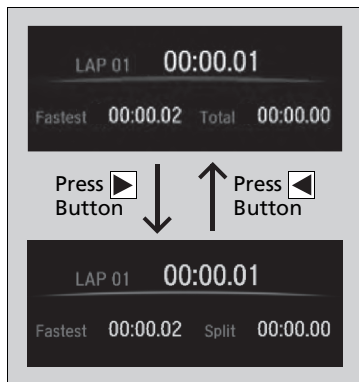 LAP 01 00:00.01
Fastest 00:00.02 Total 00:00.00
Press ▶ Button
Press ◀ Button
LAP 01 00:00.01
Fastest 00:00.02 Split 00:00.00